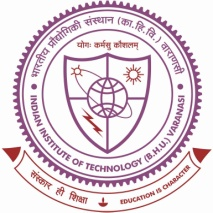 भारतीय प्रौद्योगिकी संस्थान (का.हि.वि.) वाराणसी
योगः कर्मसु कौशलम्
INDIAN INSTITUTE OF TECHNOLOGY (B.H.U.) VARANASI
संस्कार ही शिक्षा
EDUCATION IS CHARACTER